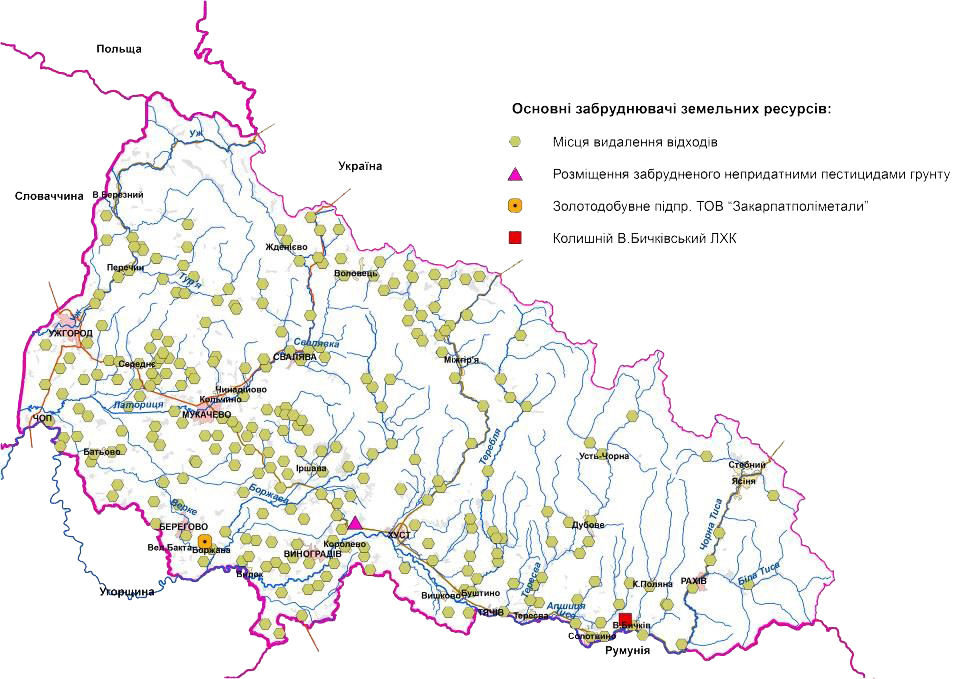 Польща
Основні забруднювачі земельних ресурсів:
Уж
Місця видалення відходів
Україна
Розміщення забрудненого непридатними пестицидами грунту
Словаччина
В.Березний
Золотодобувне підпр. ТОВ "Закарпатполіметали"
Колишній В.Бичківський ЛХК
Жденієво
Перечин
Воловець
Тур'я
Уж
УЖГОРОД
Свалявка
СВАЛЯВА
Міжгір'я
Середнє
Чинадійово
Кольчино
Латориця
МУКАЧЕВО
ЧОП
Теребля
Батьово
Усть-Чорна
Іршава
Стебний
Ясіня
Боржава
Берке
Чорна Тиса
БЕРЕГОВО
Дубове
ХУСТ
Королево
Вел.Бакта
Боржава
ВИНОГРАДІВ
Вилок
Біла Тиса
Тересва
К.Поляна
РАХІВ
Угорщина
Вишково
Буштино
Апшиця
ТЯЧІВ
Тересва
Тиса
В.Бичків
Солотвино
Румунія